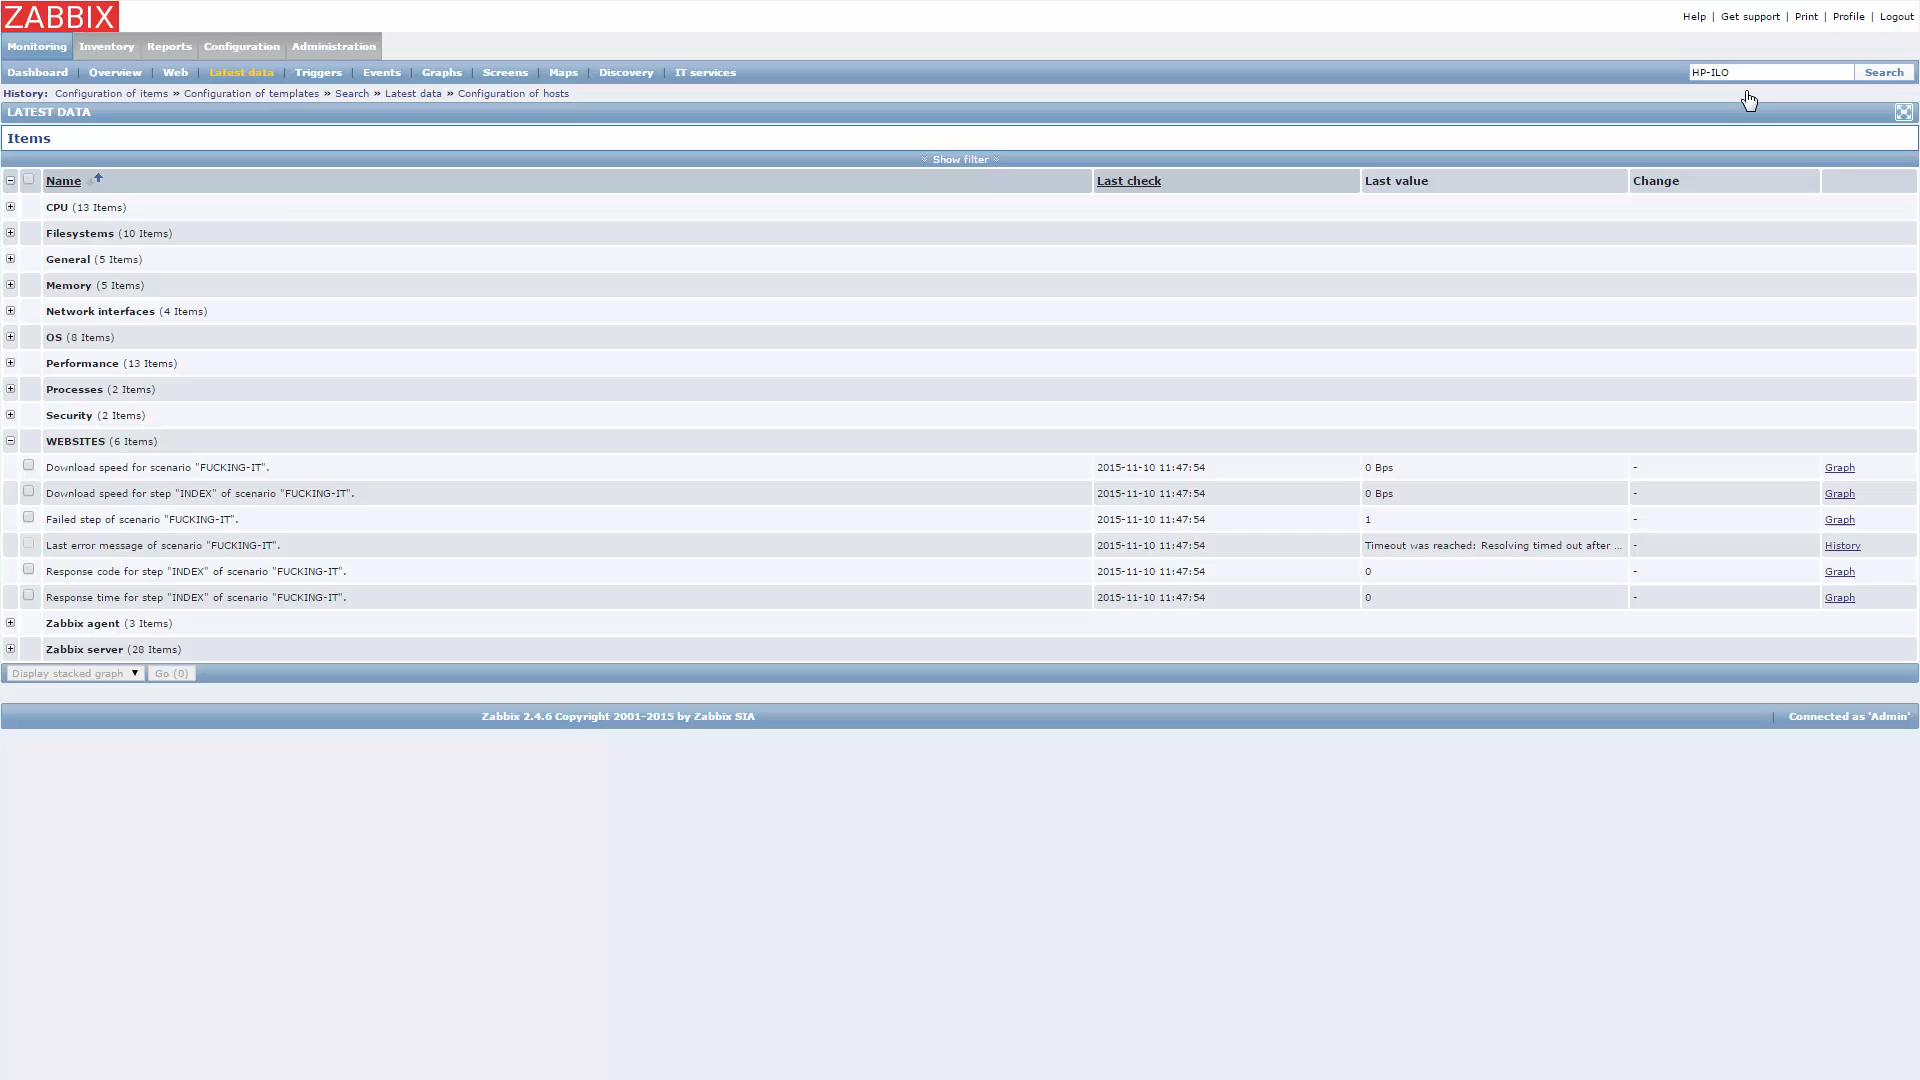 ZABBIX
Help | Get support | Print | Profile | Logout
Monitoring Inventory Reports Configuration Administration
Dashboard | Overview | Web | Latest data | Triggers | Events | Graphs | Screens | Maps | Discovery | IT services HP-ILO Search
History: Configuration of items » Configuration of templates » Search » Latest data » Configuration of hosts
LATEST DATA
Items
Show filter
Name Last check Last value Change
CPU (13 Items)
Filesystems (10 Items)
General (5 Items)
Memory (5 Items)
Network interfaces (4 Items)
OS (8 Items)
Performance (13 Items)
Processes (2 Items)
Security (2 Items)
WEBSITES (6 Items)
Download speed for scenario "FUCKING-IT". 2015-11-10 11:47:54 0 Bps - Graph
Download speed for step "INDEX" of scenario "FUCKING-IT". 2015-11-10 11:47:54 0 Bps - Graph
Failed step of scenario "FUCKING-IT". 2015-11-10 11:47:54 1 - Graph
Last error message of scenario "FUCKING-IT". 2015-11-10 11:47:54 Timeout was reached: Resolving timed out after ... - History
Response code for step "INDEX" of scenario "FUCKING-IT". 2015-11-10 11:47:54 0 - Graph
Response time for step "INDEX" of scenario "FUCKING-IT". 2015-11-10 11:47:54 0 - Graph
Zabbix agent (3 Items)
Zabbix server (28 Items)
Display stacked graph Go (0)
Zabbix 2.4.6 Copyright 2001-2015 by Zabbix SIA | Connected as 'Admin'